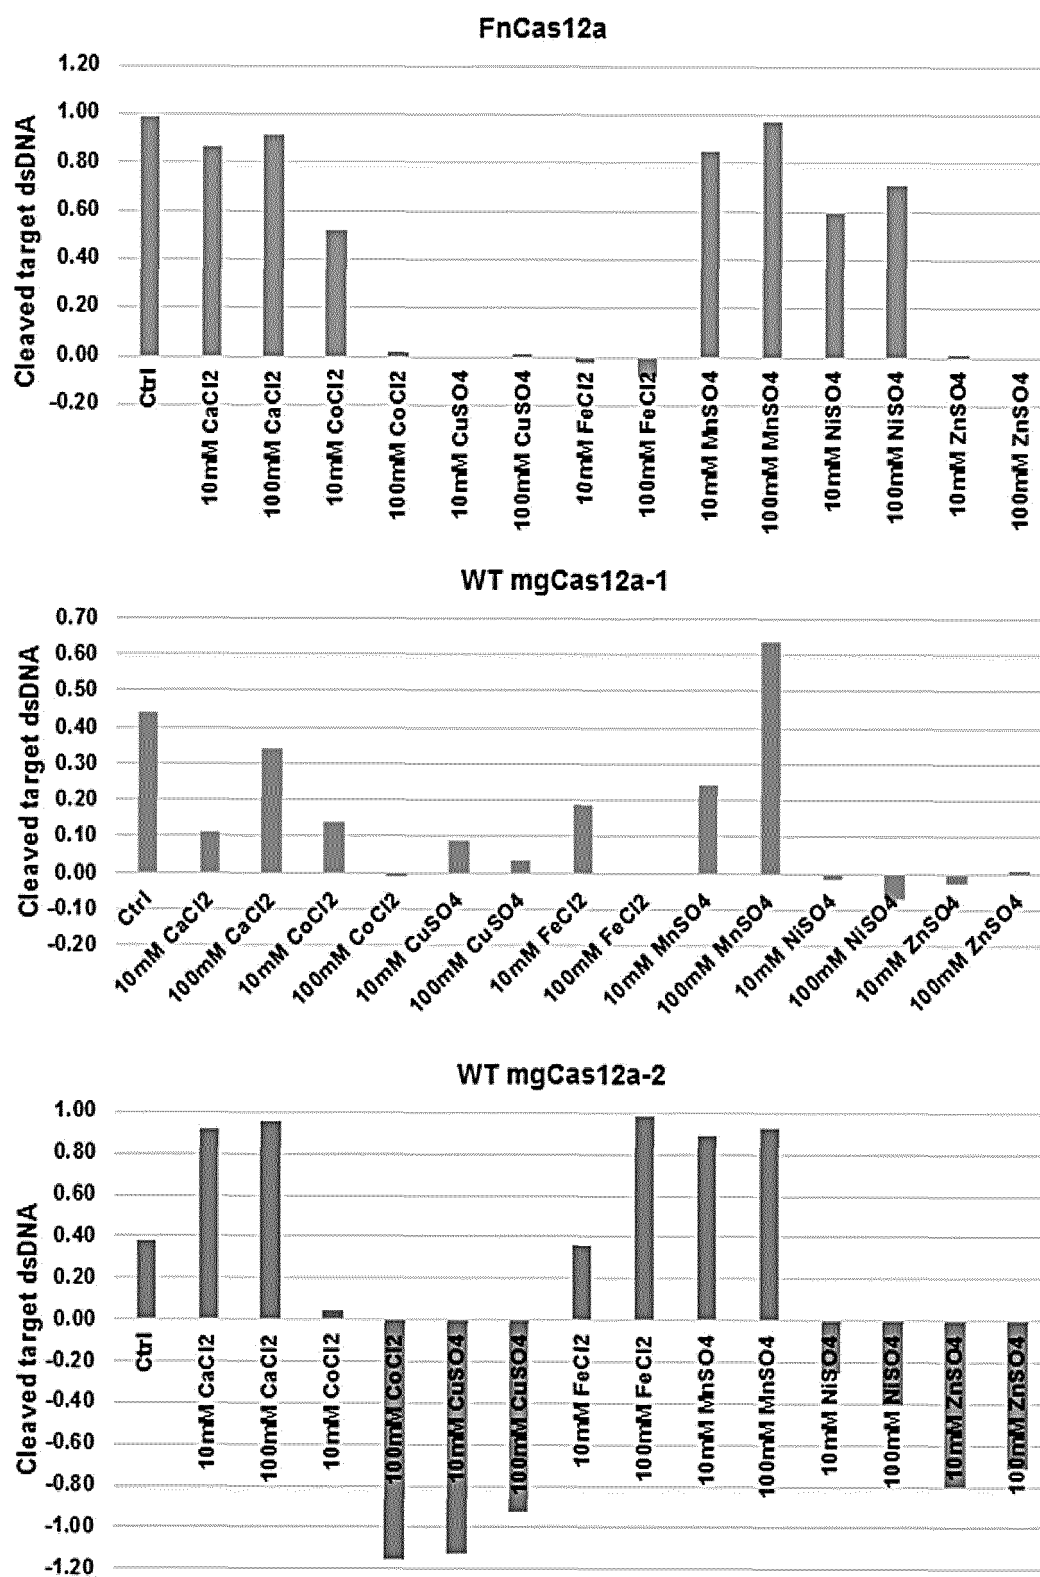 FnCas12a
Cleaved target dsDNA
1.20
1.00
0.80
0.60
0.40
0.20
0.00
-0.20
Ctrl
10mM CaCl2
100mM CaCl2
10mM CoCl2
100mM CoCl2
10mM CuSO4
100mM CuSO4
10mM FeCl2
100mM FeCl2
10mM MnSO4
100mM MnSO4
10mM NiSO4
100mM NiSO4
10mM ZnSO4
100mM ZnSO4
WT mgCas12a-1
Cleaved target dsDNA
0.70
0.60
0.50
0.40
0.30
0.20
0.10
0.00
-0.10
-0.20
Ctrl
10mM CaCl2
100mM CaCl2
10mM CoCl2
100mM CoCl2
10mM CuSO4
100mM CuSO4
10mM FeCl2
100mM FeCl2
10mM MnSO4
100mM MnSO4
10mM NiSO4
100mM NiSO4
10mM ZnSO4
100mM ZnSO4
WT mgCas12a-2
Cleaved target dsDNA
1.00
0.80
0.60
0.40
0.20
0.00
-0.20
-0.40
-0.60
-0.80
-1.00
-1.20
Ctrl
10mM CaCl2
100mM CaCl2
10mM CoCl2
100mM CoCl2
10mM CuSO4
100mM CuSO4
10mM FeCl2
100mM FeCl2
10mM MnSO4
100mM MnSO4
10mM NiSO4
100mM NiSO4
10mM ZnSO4
100mM ZnSO4